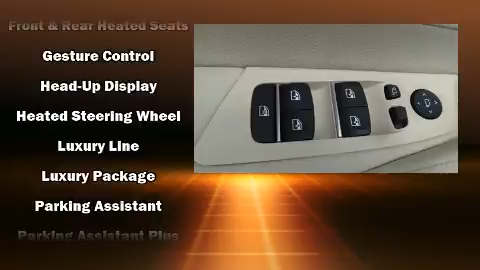 Front & Rear Heated Seats
Gesture Control
Head-Up Display
Heated Steering Wheel
Luxury Line
Luxury Package
Parking Assistant
Parking Assistant Plus